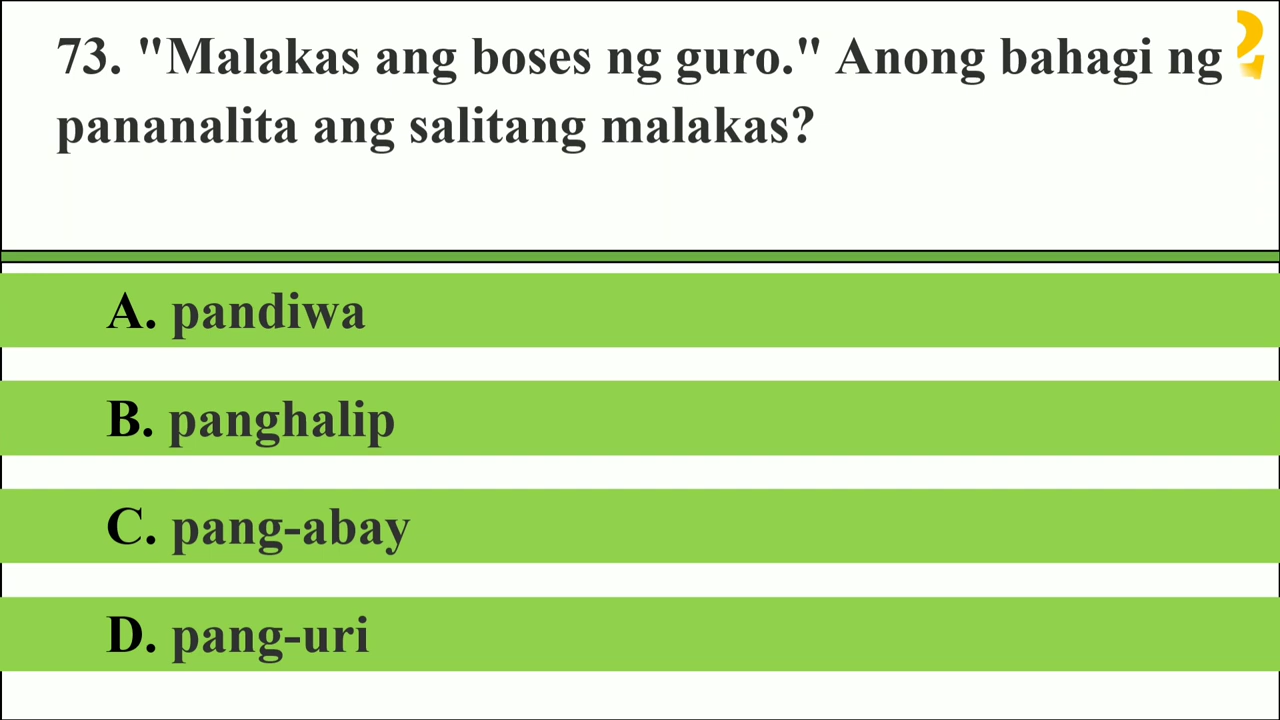 73. "Malakas ang boses ng guro." Anong bahagi ng
pananalita ang salitang malakas?
A. pandiwa
B. panghalip
C. pang-abay
D. pang-uri